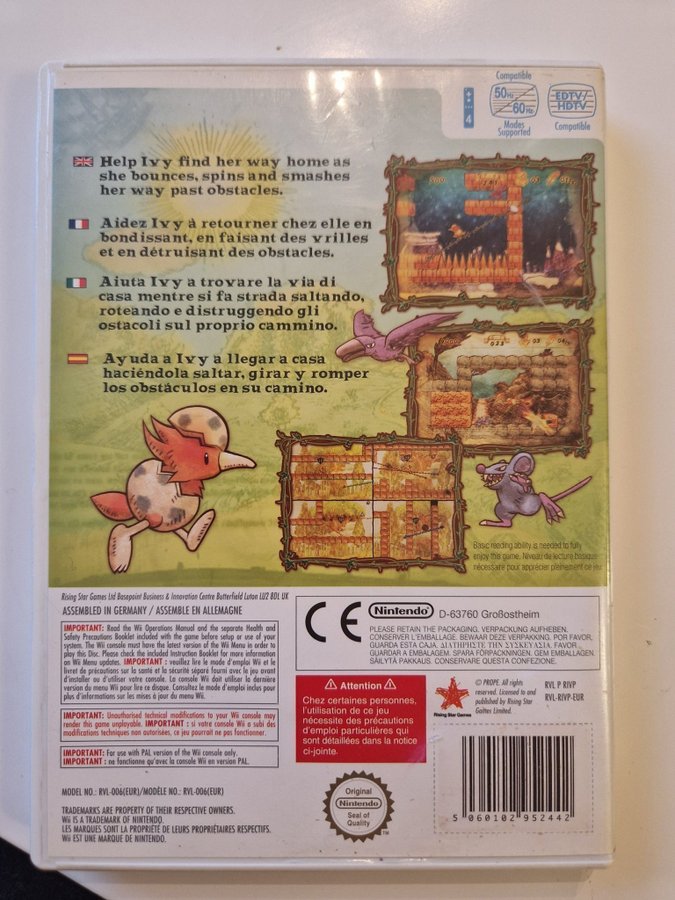 Compatible
50Hz
60Hz
Modes
Supported
EDTV/
HDTV
Compatible
4
Help Ivy find her way home as
she bounces, spins and smashes
her way past obstacles.
Aidez Ivy à retourner chez elle en
bondissant, en faisant des vrilles
et en détruisant des obstacles.
Aiuta Ivy a trovare la via di
casa mentre si fa strada saltando,
roteando e distruggendo gli
ostacoli sul proprio cammino.
Ayuda a Ivy a llegar a casa
haciéndola saltar, girar y romper
los obstáculos en su camino.
Basic reading ability is needed to fully
enjoy this game. Niveau de lecture basique
nécessaire pour apprécier pleinement ce jeu.
Rising Star Games Ltd Basepoint Business & Innovation Centre Butterfield Luton LU2 8DL UK
ASSEMBLED IN GERMANY / ASSEMBLE EN ALLEMAGNE
IMPORTANT: Read the Wii Operations Manual and the separate Health and
Safety Precautions Booklet included with the game before setup or use of your
system. The Wii console must have the latest version of the Wii Menu in order to
play this Disc. Please check the included Instruction Booklet for more information
on Wii Menu updates. IMPORTANT : veuillez lire le mode d'emploi Wii et le
livret de précautions sur la santé et la sécurité séparé fourni avec le jeu avant
d'installer ou d'utiliser votre console. La console Wii doit utiliser la dernière
version du menu Wii pour lire ce disque. Consultez le mode d'emploi inclus pour
plus d'informations sur les mises à jour du menu Wii.
IMPORTANT: Unauthorised technical modifications to your Wii console may
render this game unplayable. IMPORTANT : si votre console Wii a subi des
modifications techniques non autorisées, ce jeu pourrait ne pas fonctionner.
IMPORTANT: For use with PAL version of the Wii console only.
IMPORTANT : ne fonctionne qu'avec la console Wii en version PAL.
MODEL NO.: RVL-006(EUR)/MODÈLE NO.: RVL-006(EUR)
TRADEMARKS ARE PROPERTY OF THEIR RESPECTIVE OWNERS.
Wii IS A TRADEMARK OF NINTENDO.
LES MARQUES SONT LA PROPRIÉTÉ DE LEURS PROPRIÉTAIRES RESPECTIFS.
Wii EST UNE MARQUE DE NINTENDO.
CE
Nintendo
D-63760 Großostheim
PLEASE RETAIN THE PACKAGING. VERPACKUNG AUFHEBEN.
CONSERVER L'EMBALLAGE. BEWAAR DEZE VERPAKKING. POR FAVOR,
GUARDA ESTA CAJA. ΔΙΑΤΗΡΗΣΤΕ ΤΗΝ ΣΥΣΚΕΥΑΣΙΑ. FAVOR
GUARDAR A EMBALAGEM. SPARA FÖRPACKNINGEN. GEM EMBALLAGEN.
SÄILYTÄ PAKKAUS. CONSERVARE QUESTA CONFEZIONE.
Attention
Chez certaines personnes,
l'utilisation de ce jeu
nécessite des précautions
d'emploi particulières qui
sont détaillées dans la notice
ci-jointe.
Rising Star Games
© PROPE. All rights
reserved. Licensed to and
published by Rising Star
Games Limited.
RVL P RIVP
RVL-RIVP-EUR
Original
Nintendo
Seal of
Quality
5 060102 952442